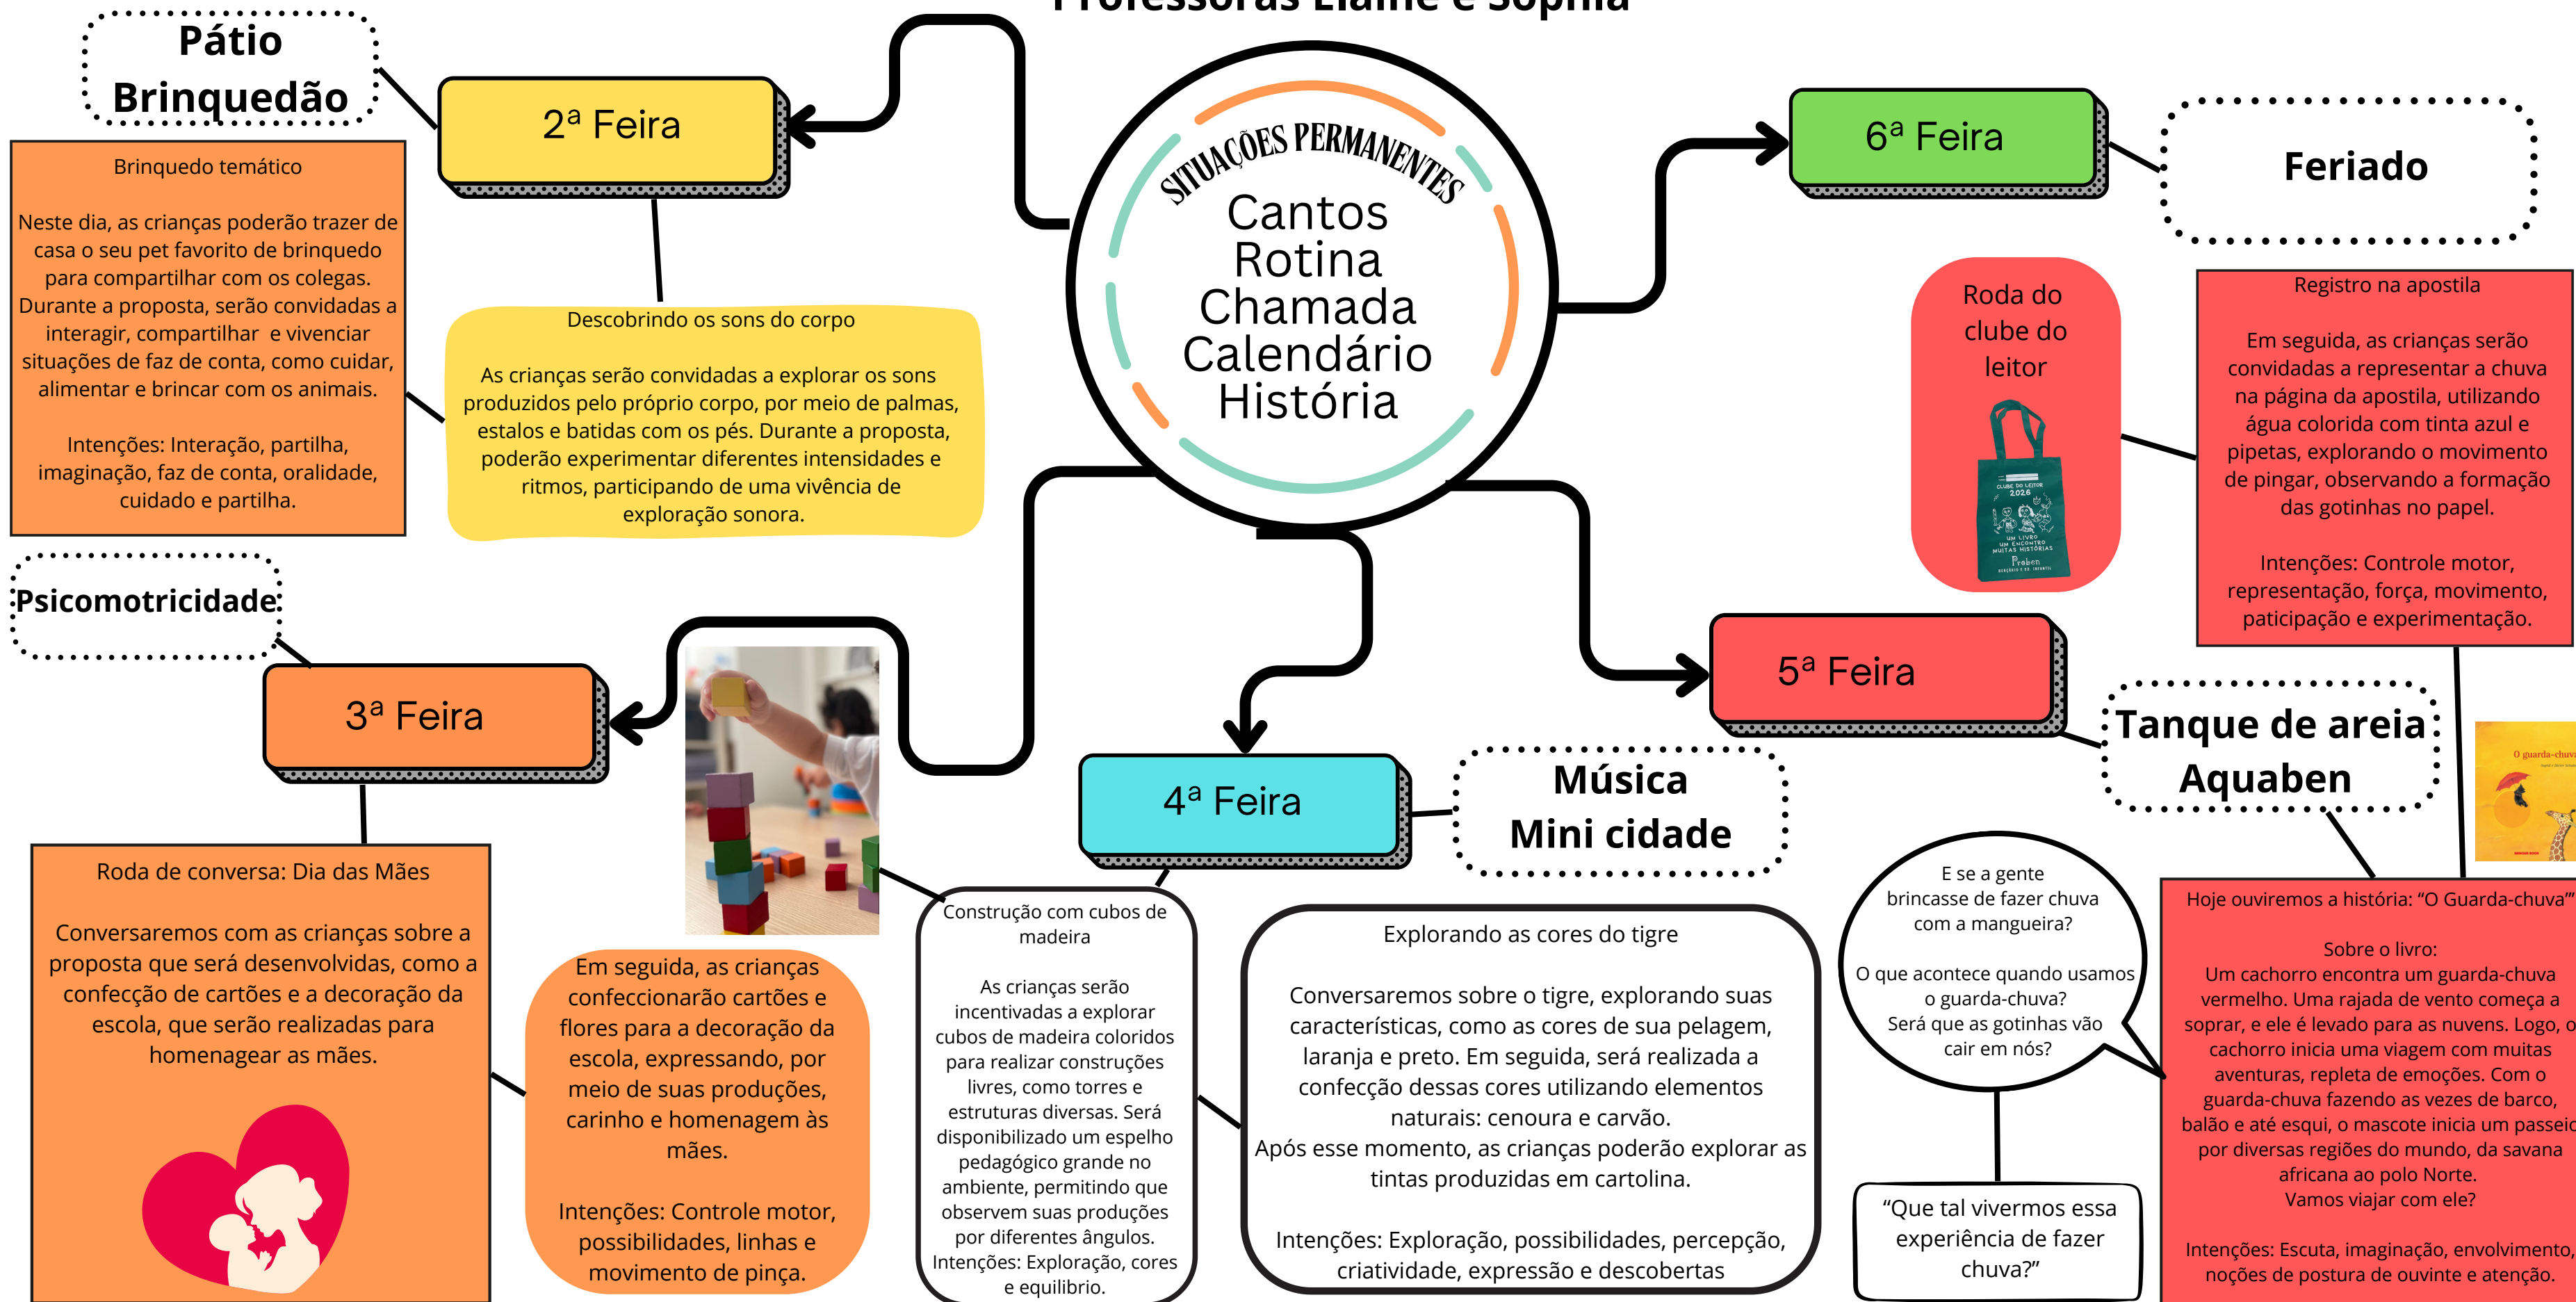 Professoras Elaine e Sophia
Pátio
Brinquedão
2ª Feira
Brinquedo temático
Neste dia, as crianças poderão trazer de
casa o seu pet favorito de brinquedo
para compartilhar com os colegas.
Durante a proposta, serão convidadas a
interagir, compartilhar e vivenciar
situações de faz de conta, como cuidar,
alimentar e brincar com os animais.
Intenções: Interação, partilha,
imaginação, faz de conta, oralidade,
cuidado e partilha.
Descobrindo os sons do corpo
As crianças serão convidadas a explorar os sons
produzidos pelo próprio corpo, por meio de palmas,
estalos e batidas com os pés. Durante a proposta,
poderão experimentar diferentes intensidades e
ritmos, participando de uma vivência de
exploração sonora.
SITUAÇÕES PERMANENTES
Cantos
Rotina
Chamada
Calendário
História
6ª Feira
Feriado
Roda do
clube do
leitor
CLUBE DO LEITOR
2026
UM LIVRO
UM ENCONTRO
MUITAS HISTÓRIAS
Proben
Registro na apostila
Em seguida, as crianças serão
convidadas a representar a chuva
na página da apostila, utilizando
água colorida com tinta azul e
pipetas, explorando o movimento
de pingar, observando a formação
das gotinhas no papel.
Intenções: Controle motor,
representação, força, movimento,
paticipação e experimentação.
Psicomotricidade
3ª Feira
Roda de conversa: Dia das Mães
Conversaremos com as crianças sobre a
proposta que será desenvolvidas, como a
confecção de cartões e a decoração da
escola, que serão realizadas para
homenagear as mães.
Em seguida, as crianças
confeccionarão cartões e
flores para a decoração da
escola, expressando, por
meio de suas produções,
carinho e homenagem às
mães.
Intenções: Controle motor,
possibilidades, linhas e
movimento de pinça.
4ª Feira
Música
Mini cidade
Construção com cubos de
madeira
As crianças serão
incentivadas a explorar
cubos de madeira coloridos
para realizar construções
livres, como torres e
estruturas diversas. Será
disponibilizado um espelho
pedagógico grande no
ambiente, permitindo que
observem suas produções
por diferentes ângulos.
Intenções: Exploração, cores
e equilibrio.
Explorando as cores do tigre
Conversaremos sobre o tigre, explorando suas
características, como as cores de sua pelagem,
laranja e preto. Em seguida, será realizada a
confecção dessas cores utilizando elementos
naturais: cenoura e carvão.
Após esse momento, as crianças poderão explorar as
tintas produzidas em cartolina.
Intenções: Exploração, possibilidades, percepção,
criatividade, expressão e descobertas
5ª Feira
Tanque de areia
Aquaben
O guarda-chuva
E se a gente
brincasse de fazer chuva
com a mangueira?
O que acontece quando usamos
o guarda-chuva?
Será que as gotinhas vão
cair em nós?
“Que tal vivermos essa
experiência de fazer
chuva?”
Hoje ouviremos a história: “O Guarda-chuva’”
Sobre o livro:
Um cachorro encontra um guarda-chuva
vermelho. Uma rajada de vento começa a
soprar, e ele é levado para as nuvens. Logo, o
cachorro inicia uma viagem com muitas
aventuras, repleta de emoções. Com o
guarda-chuva fazendo as vezes de barco,
balão e até esqui, o mascote inicia um passeio
por diversas regiões do mundo, da savana
africana ao polo Norte.
Vamos viajar com ele?
Intenções: Escuta, imaginação, envolvimento,
noções de postura de ouvinte e atenção.